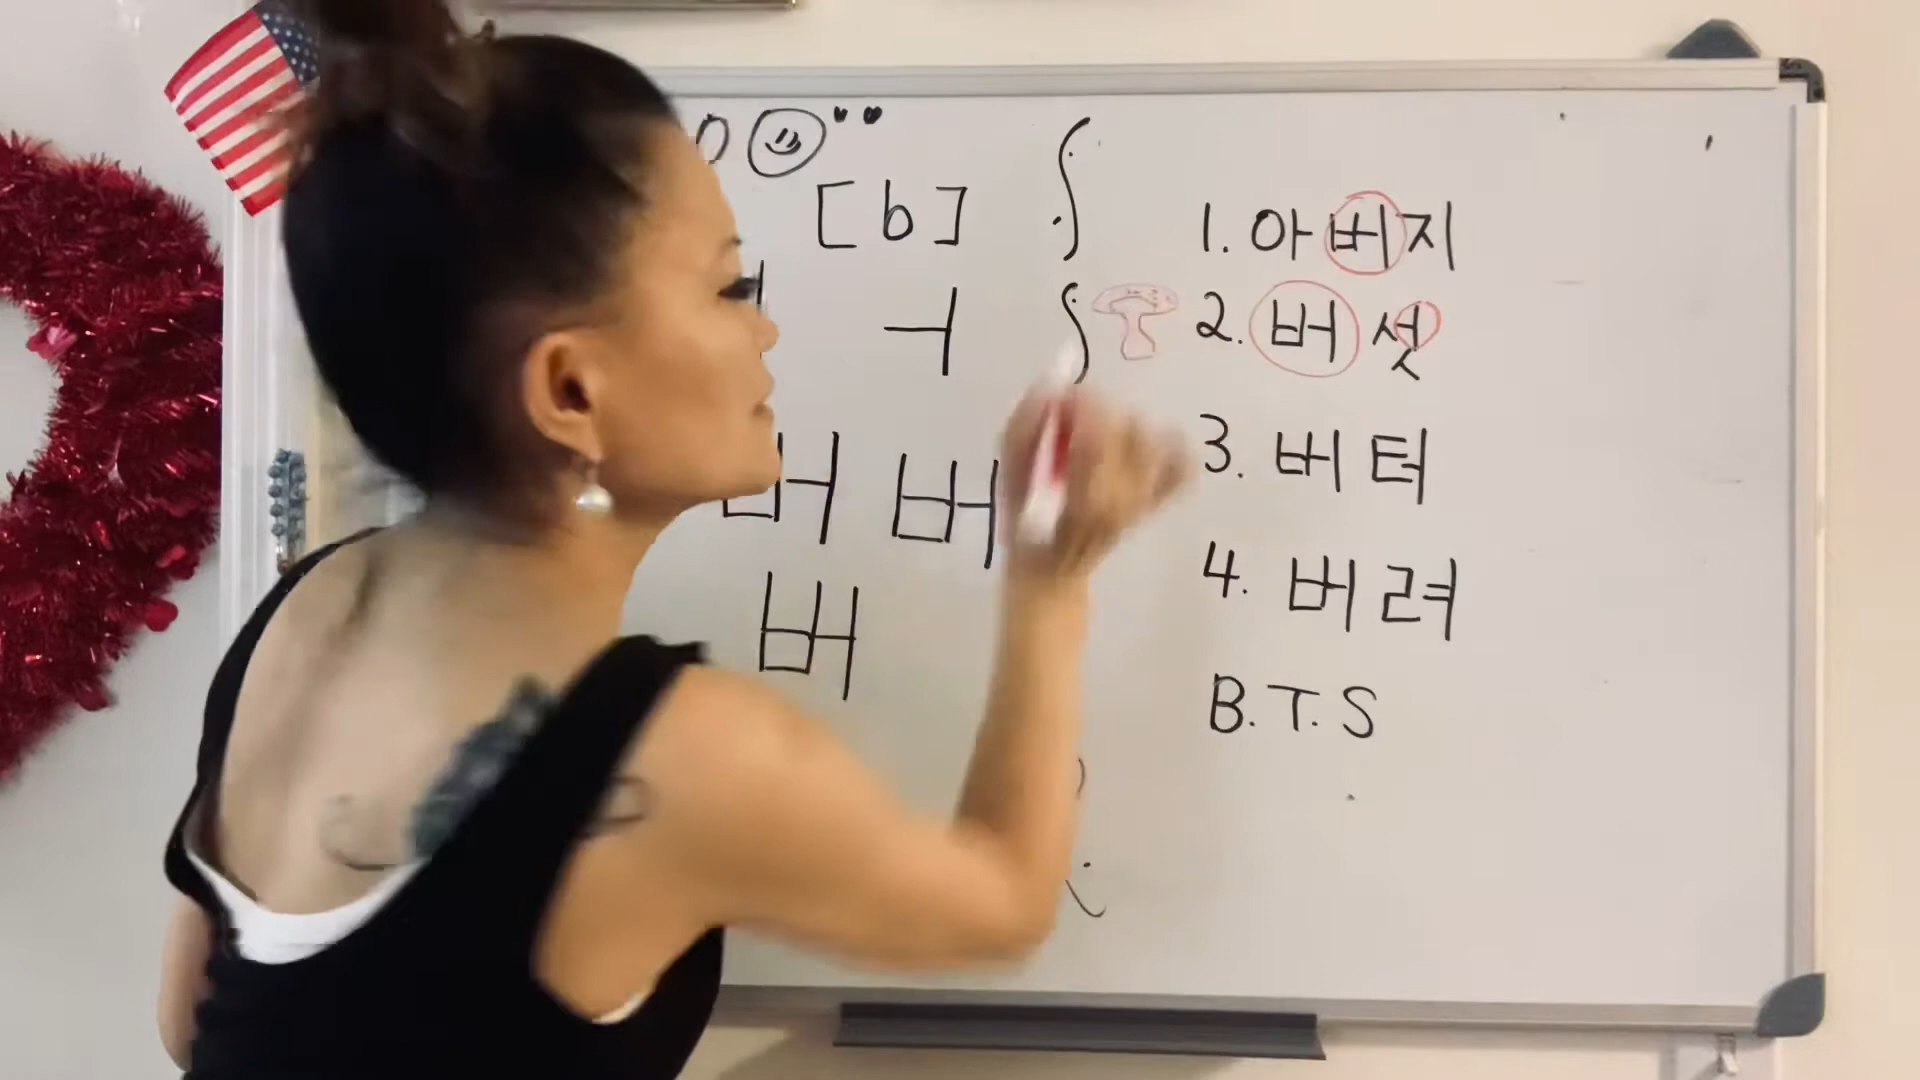 [b]
ㅓ
버 버
버
1. 아버지
2. 버섯
3. 버터
4. 버려
B.T.S